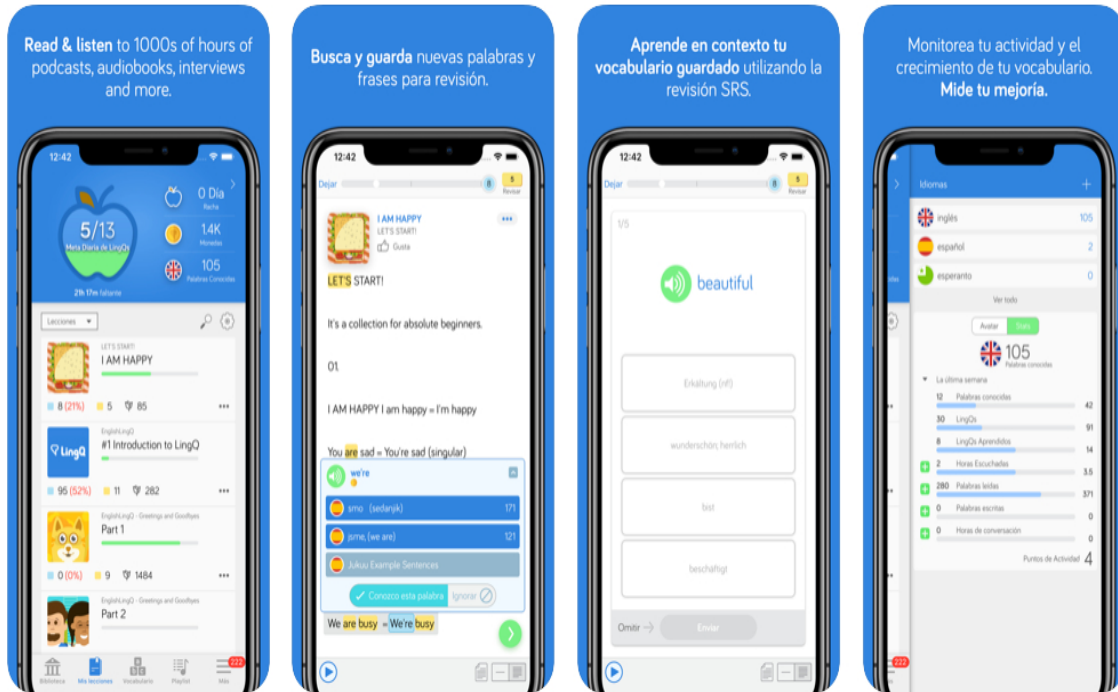 Read & listen to 1000s of hours of
podcasts, audiobooks, interviews
and more.
12:42
5/13
Meta Diaria de LingQs
21h 17m faltante
0 Día
Racha
1.4K
Monedas
105
Palabras Conocidas
Lecciones
LET'S START!
I AM HAPPY
8 (21%) 5 85
EnglishLingQ
#1 Introduction to LingQ
LingQ
95 (52%) 11 282
EnglishLingQ - Greetings and Goodbyes
Part 1
0 (0%) 9 1484
EnglishLingQ - Greetings and Goodbyes
Part 2
222
Biblioteca Mis lecciones Vocabulario Playlist Más
Busca y guarda nuevas palabras y
frases para revisión.
12:42
Dejar 8 5
Revisar
I AM HAPPY
LET'S START!
Gusta
LET'S START!
It's a collection for absolute beginners.
01.
I AM HAPPY I am happy = I'm happy
You are sad = You're sad (singular)
we're
smo (sedanjik) 171
jsme, (we are) 121
Jukuu Example Sentences
Conozco esta palabra Ignorar
We are busy = We're busy
Aprende en contexto tu
vocabulario guardado utilizando la
revisión SRS.
12:42
Dejar 8 5
Revisar
1/5
beautiful
Erkältung (nf)
wunderschön; herrlich
bist
beschäftigt
Omitir Enviar
Monitorea tu actividad y el
crecimiento de tu vocabulario.
Mide tu mejoría.
Idiomas
inglés 105
español 2
esperanto 0
Ver todo
Avatar Stats
105
Palabras conocidas
La última semana
12 Palabras conocidas
42
30 LingQs
91
8 LingQs Aprendidos
14
2 Horas Escuchadas
3.5
280 Palabras leídas
371
0 Palabras escritas
0
0 Horas de conversación
0
Puntos de Actividad 4
222